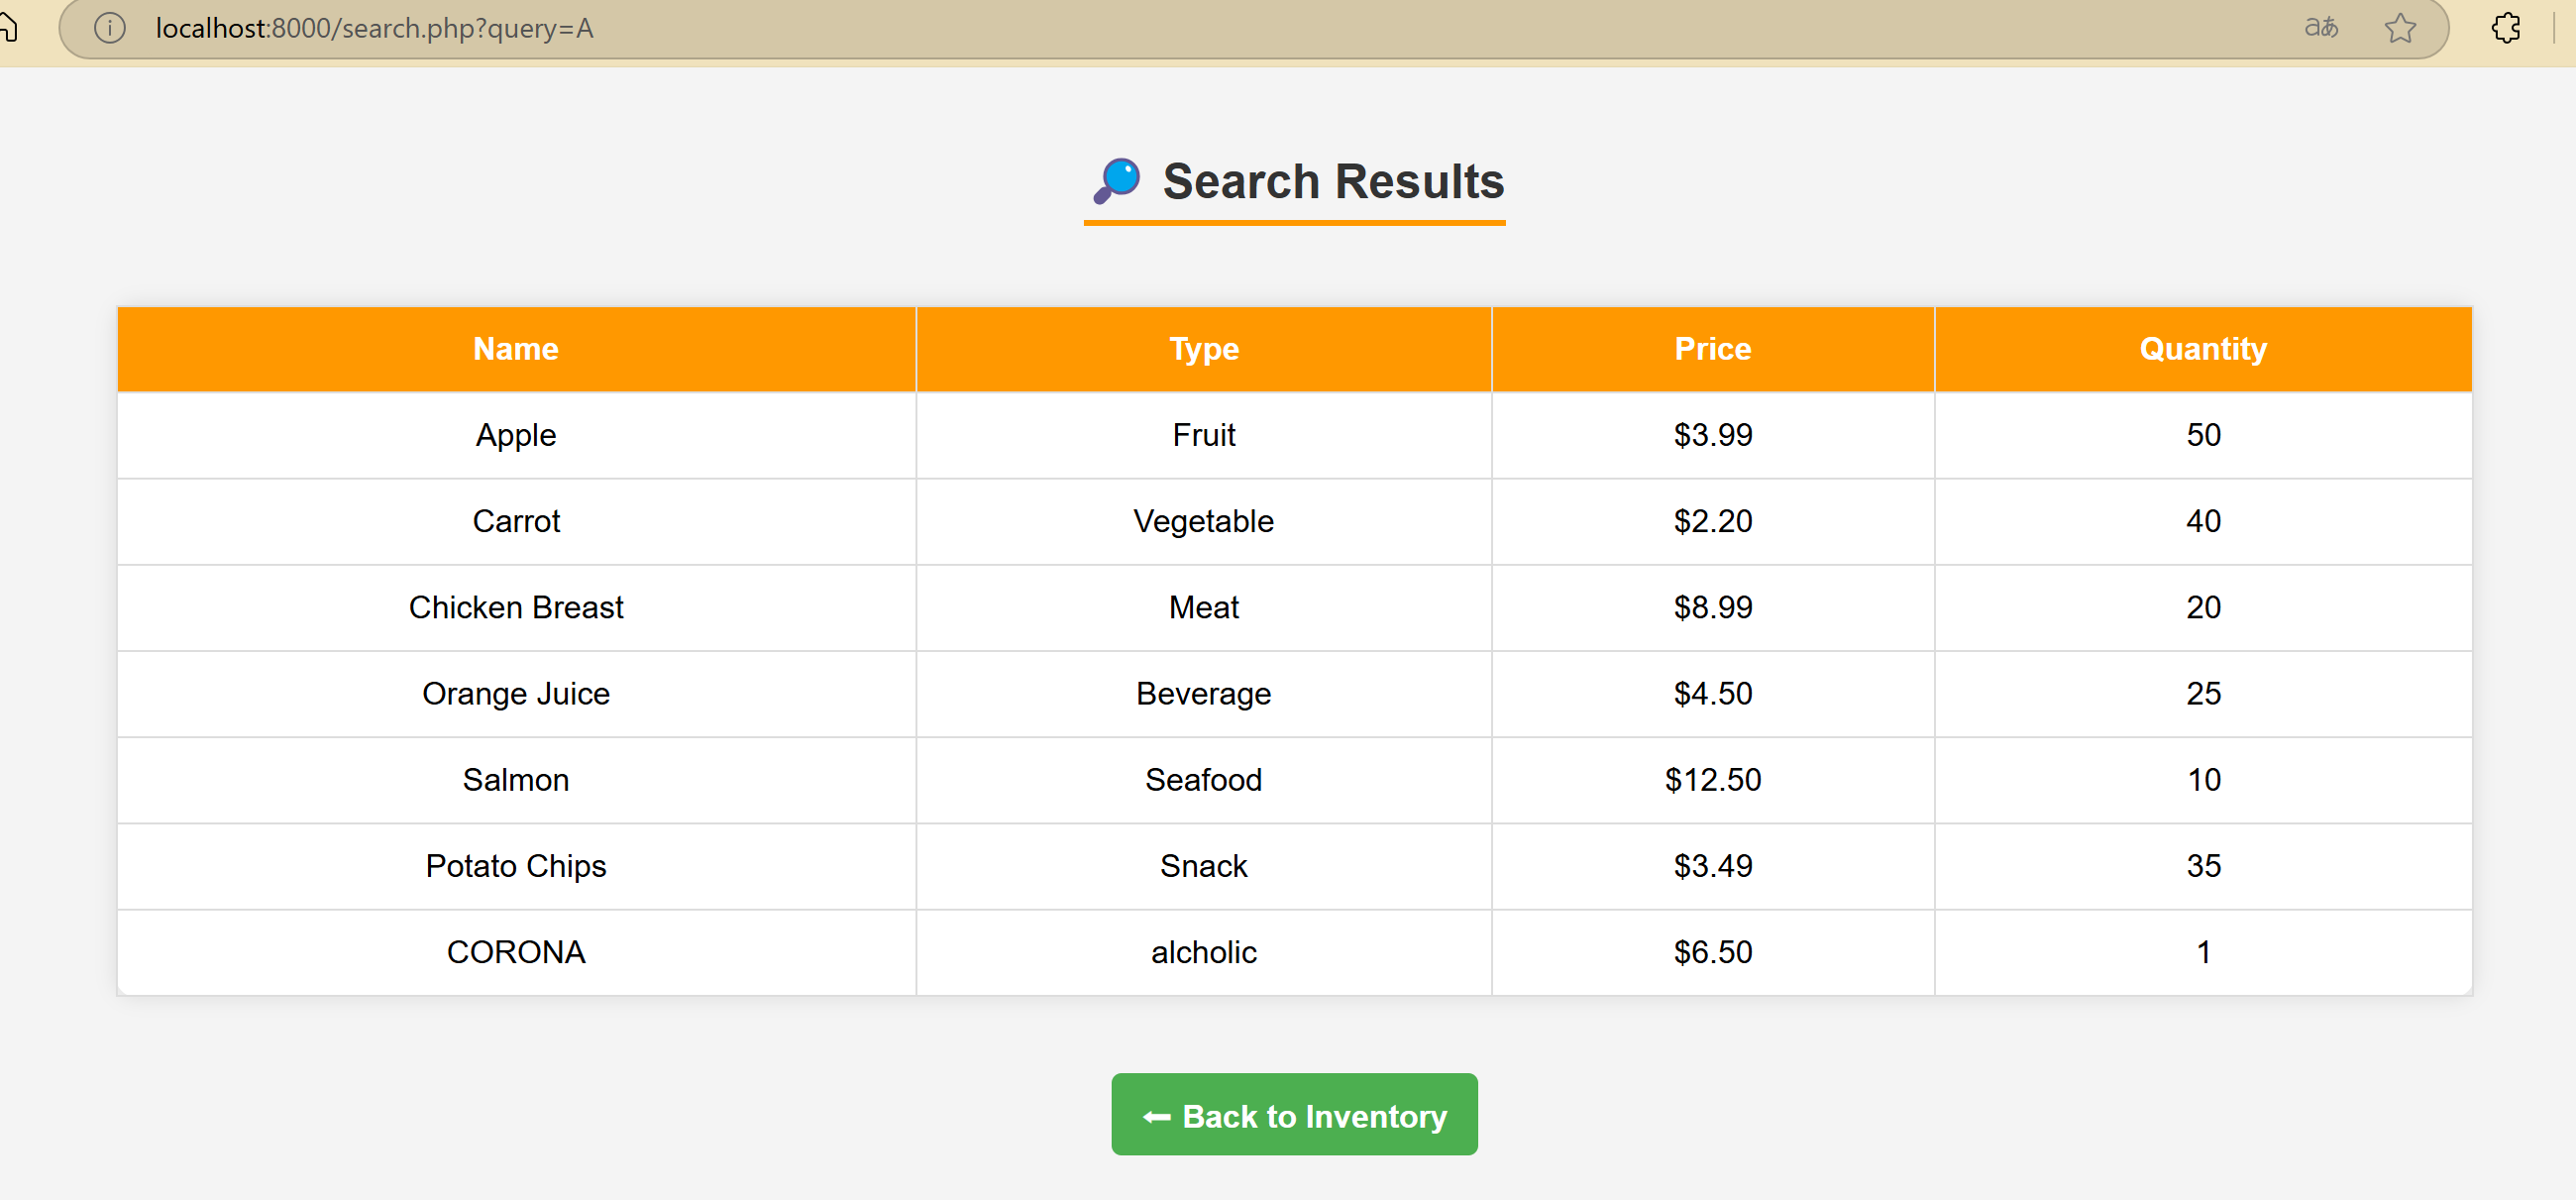 localhost:8000/search.php?query=A
aあ
Search Results
Name Type Price Quantity
Apple Fruit $3.99 50
Carrot Vegetable $2.20 40
Chicken Breast Meat $8.99 20
Orange Juice Beverage $4.50 25
Salmon Seafood $12.50 10
Potato Chips Snack $3.49 35
CORONA alcholic $6.50 1
Back to Inventory